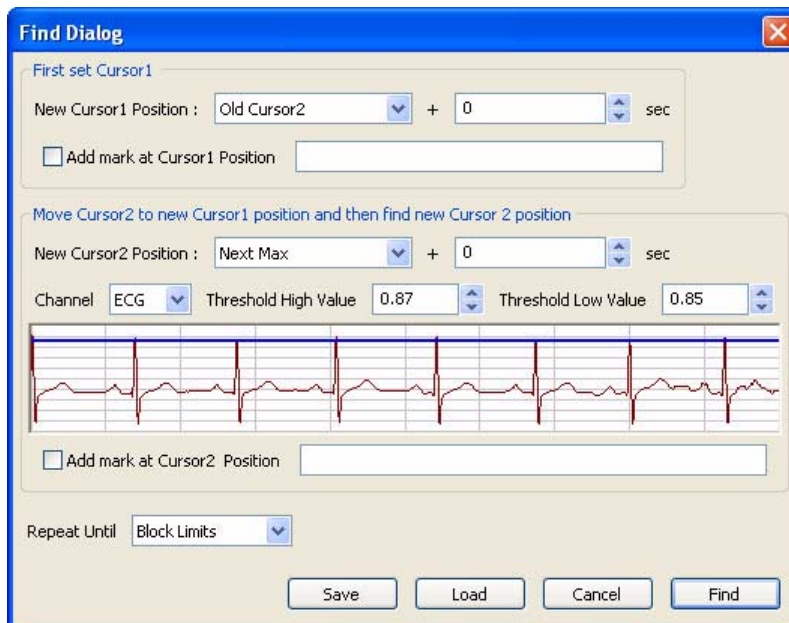 Find Dialog
First set Cursor1
New Cursor1 Position : Old Cursor2 + 0 sec
Add mark at Cursor1 Position
Move Cursor2 to new Cursor1 position and then find new Cursor 2 position
New Cursor2 Position : Next Max + 0 sec
Channel ECG Threshold High Value 0.87 Threshold Low Value 0.85
Add mark at Cursor2 Position
Repeat Until Block Limits
Save Load Cancel Find